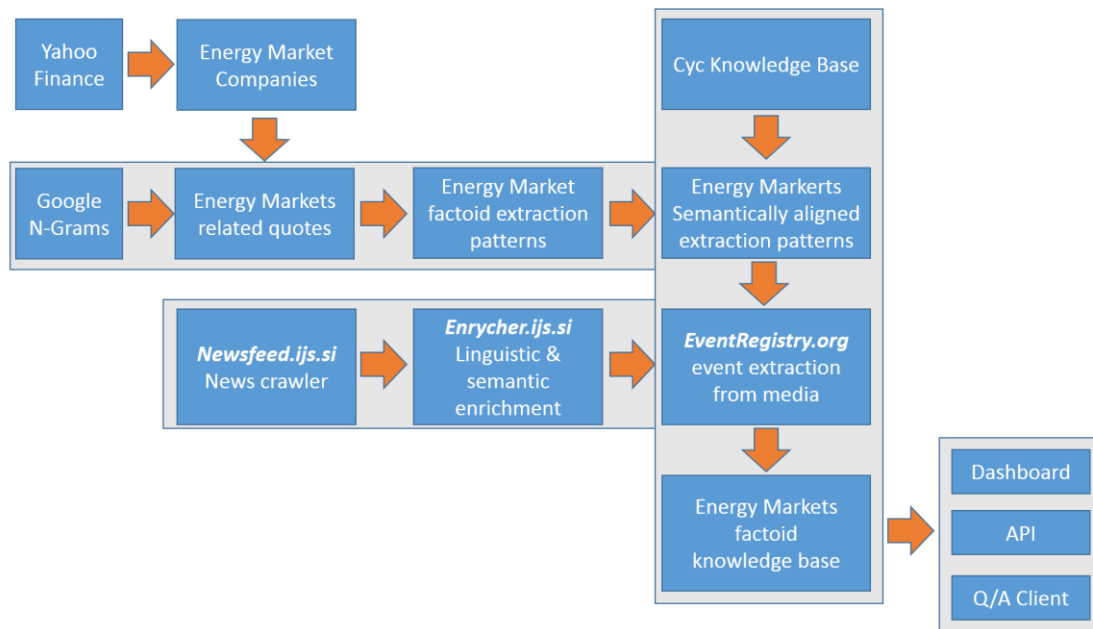 Yahoo
Finance
Energy Market
Companies
Cyc Knowledge Base
Google
N-Grams
Energy Markets
related quotes
Energy Market
factoid extraction
patterns
Energy Markerts
Semantically aligned
extraction patterns
Newsfeed.ijs.si
News crawler
Enrycher.ijs.si
Linguistic &
semantic
enrichment
EventRegistry.org
event extraction
from media
Energy Markets
factoid
knowledge base
Dashboard
API
Q/A Client